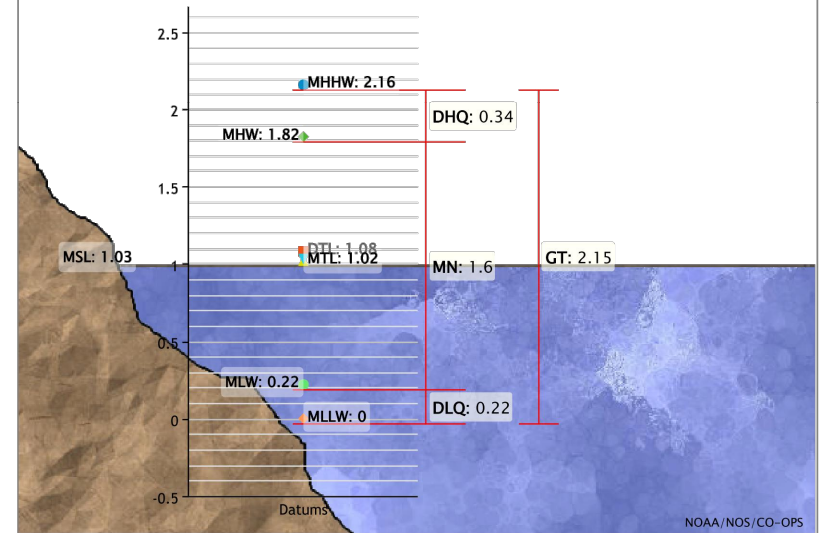 2.5
MHHW: 2.16
2
DHQ: 0.34
MHW: 1.82
1.5
DTL: 1.08
MSL: 1.03
1
MTL: 1.02
MN: 1.6
GT: 2.15
0.5
MLW: 0.22
DLQ: 0.22
0
MLLW: 0
-0.5
Datums
NOAA/NOS/CO-OPS